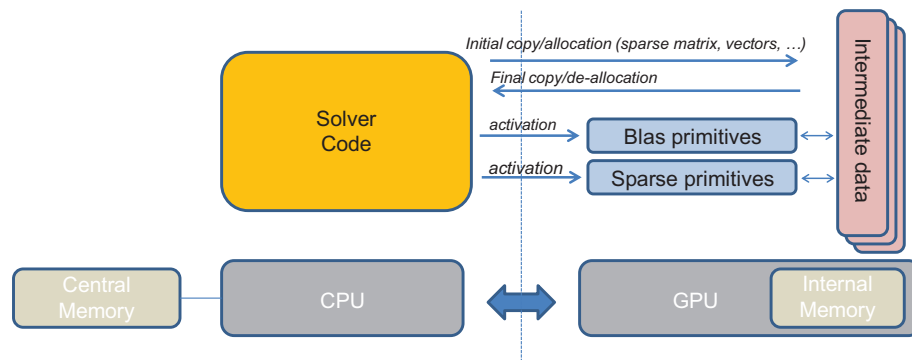 Initial copy/allocation (sparse matrix, vectors, …)
Final copy/de-allocation
Solver
Code
activation
Blas primitives
activation
Sparse primitives
Intermediate data
Central
Memory
CPU
GPU
Internal
Memory